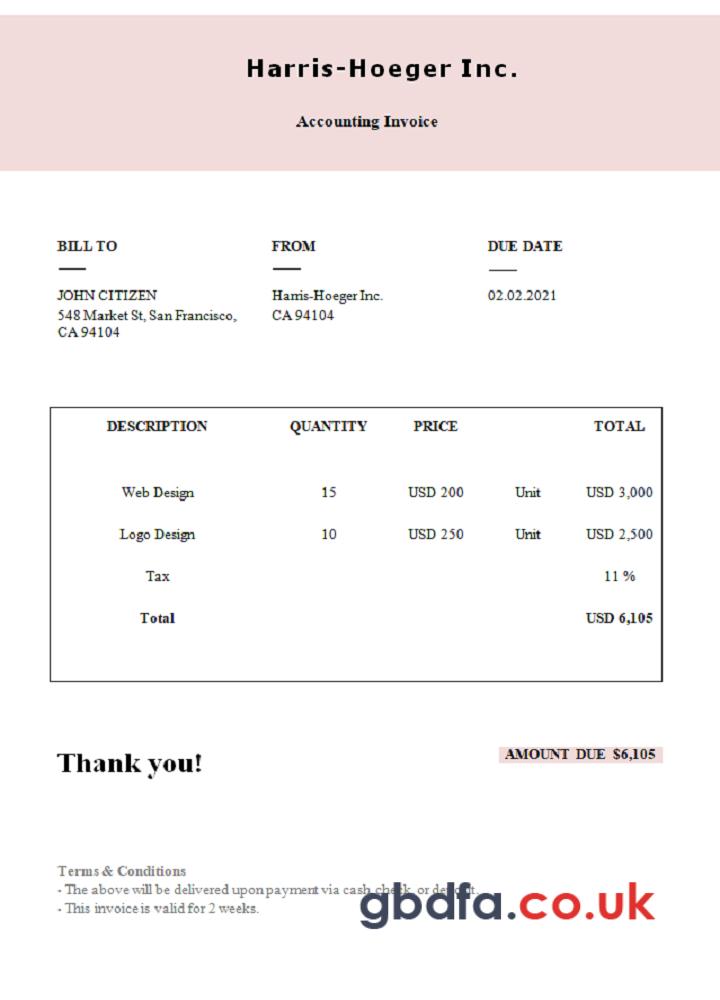 Harris-Hoeger Inc.
Accounting Invoice
BILL TO FROM DUE DATE
JOHN CITIZEN Harris-Hoeger Inc. 02.02.2021
548 Market St, San Francisco, CA 94104
CA 94104
DESCRIPTION QUANTITY PRICE TOTAL
Web Design 15 USD 200 Unit USD 3,000
Logo Design 10 USD 250 Unit USD 2,500
Tax 11 %
Total USD 6,105
Thank you! AMOUNT DUE $6,105
Terms & Conditions
- The above will be delivered upon payment via cash, check, or deposit.
- This invoice is valid for 2 weeks.
gbdfa.co.uk